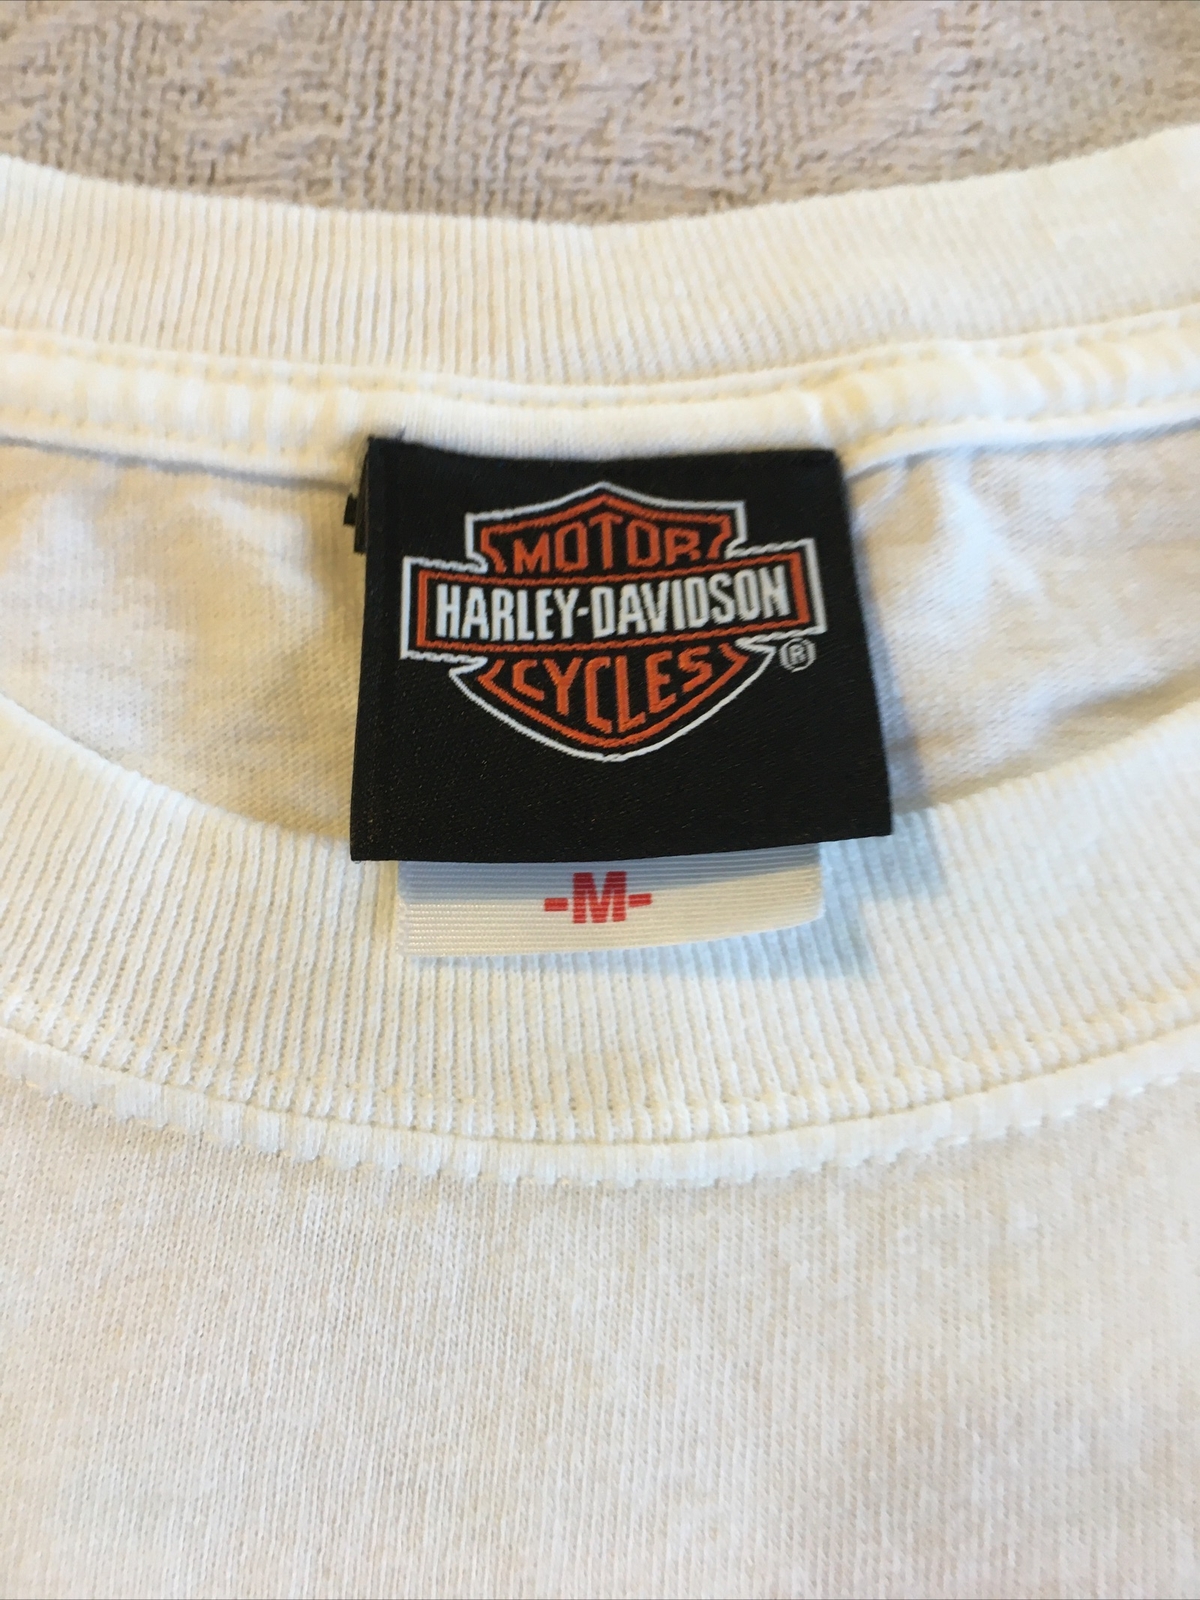 MOTOR
HARLEY-DAVIDSON
CYCLES
®
-M-